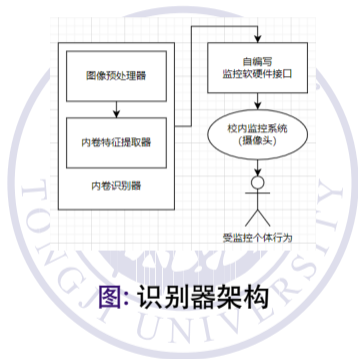 图像预处理器
内卷特征提取器
内卷识别器
自编写
监控软硬件接口
校内监控系统
(摄像头)
受监控个体行为
图: 识别器架构
TONGJI UNIVERSITY